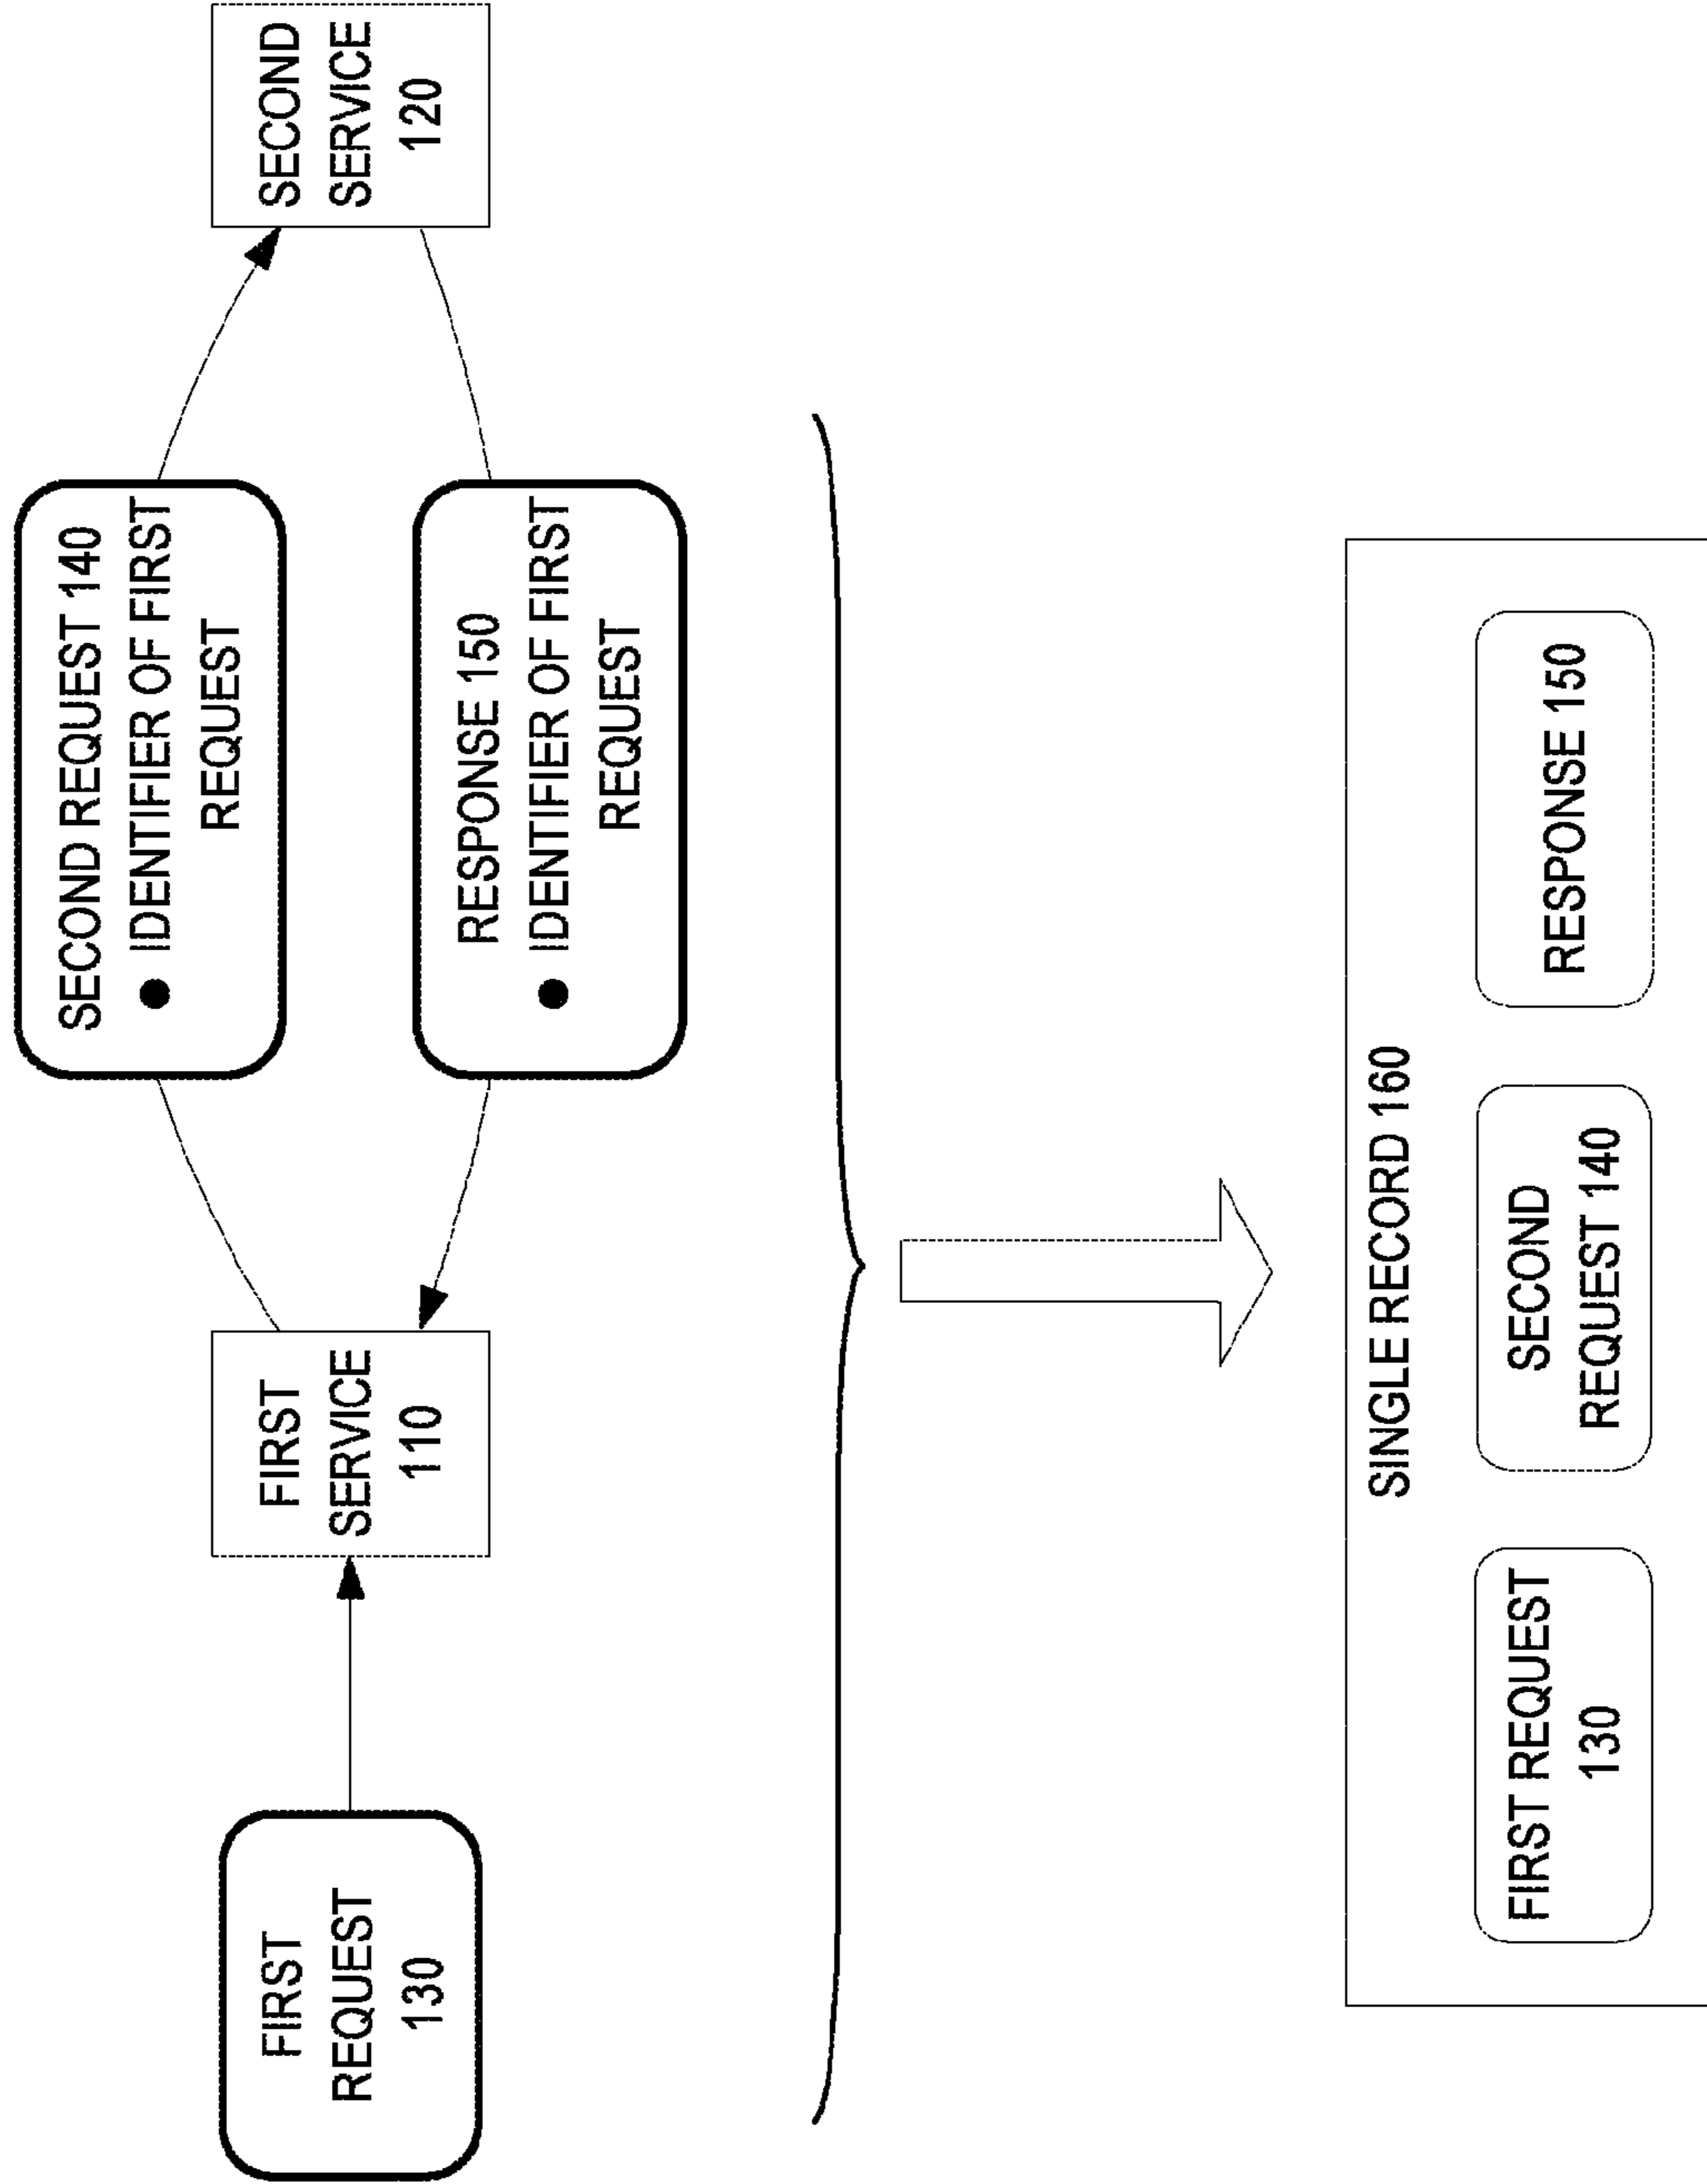 FIRST
REQUEST
130
FIRST
SERVICE
110
SECOND REQUEST 140
● IDENTIFIER OF FIRST
REQUEST
RESPONSE 150
● IDENTIFIER OF FIRST
REQUEST
SECOND
SERVICE
120
SINGLE RECORD 160
FIRST REQUEST
130
SECOND
REQUEST 140
RESPONSE 150